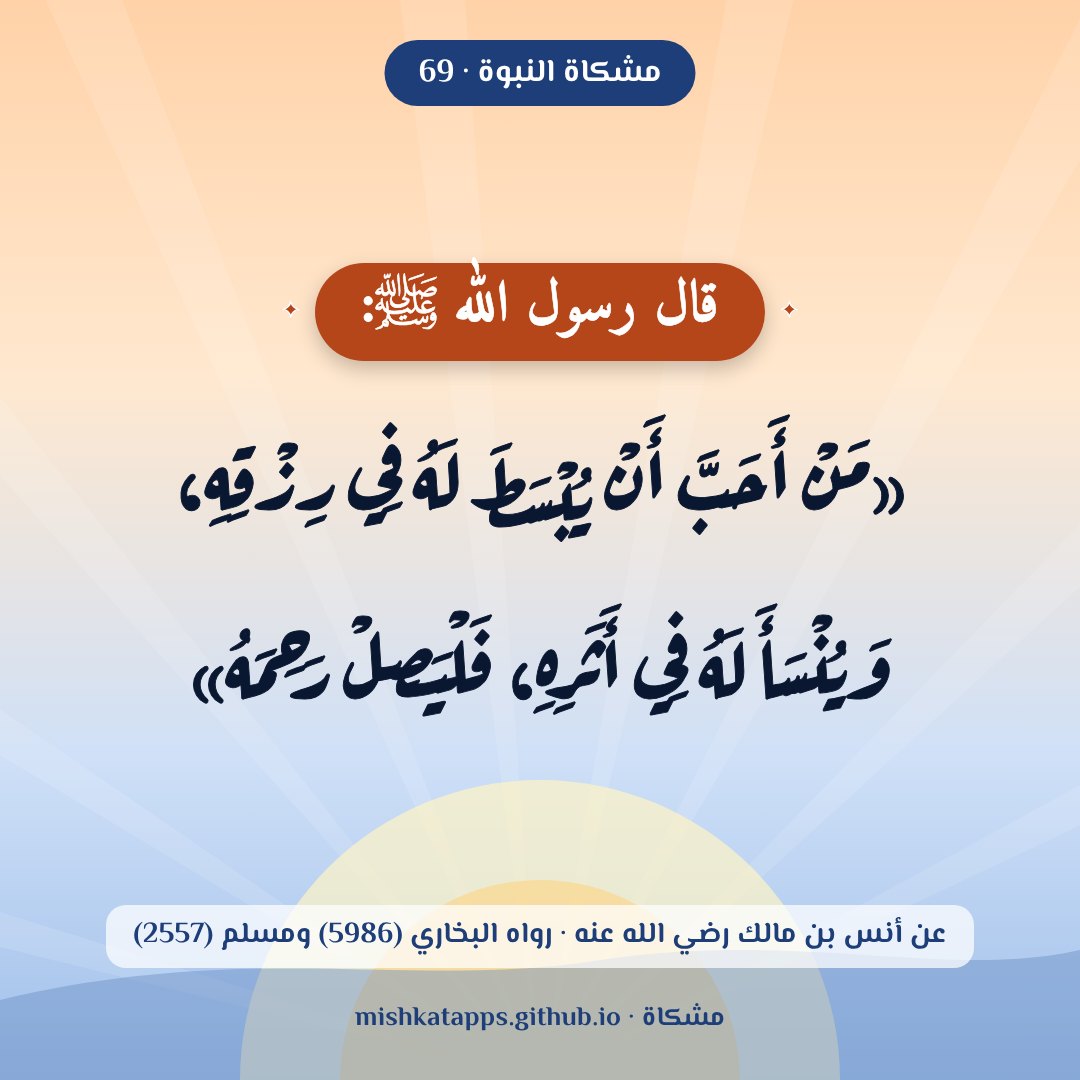 مشكاة النبوة · 69
قال رسول الله ﷺ:
«مَنْ أَحَبَّ أَنْ يُبْسَطَ لَهُ فِي رِزْقِهِ،
وَيُنْسَأَ لَهُ فِي أَثَرِهِ، فَلْيَصِلْ رَحِمَهُ»
عن أنس بن مالك رضي الله عنه · رواه البخاري (5986) ومسلم (2557)
مشكاة · mishkatapps.github.io